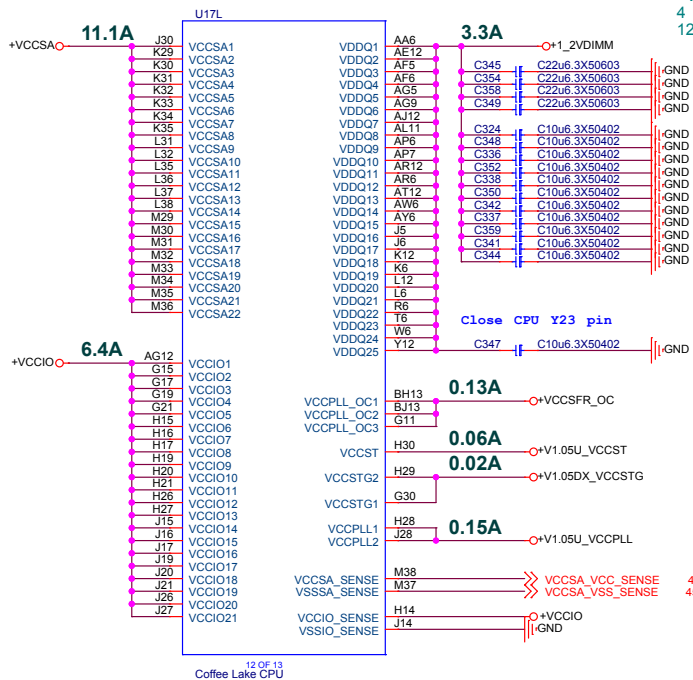 U17L
4
12
+VCCSA 11.1A
3.3A +1_2VDIMM
J30 VCCSA1
K29 VCCSA2
K30 VCCSA3
K31 VCCSA4
K32 VCCSA5
K33 VCCSA6
K34 VCCSA7
K35 VCCSA8
L31 VCCSA9
L32 VCCSA10
L35 VCCSA11
L36 VCCSA12
L37 VCCSA13
L38 VCCSA14
M29 VCCSA15
M30 VCCSA16
M31 VCCSA17
M32 VCCSA18
M33 VCCSA19
M34 VCCSA20
M35 VCCSA21
M36 VCCSA22
VDDQ1 AA6
VDDQ2 AE12
VDDQ3 AF5
VDDQ4 AF6
VDDQ5 AG5
VDDQ6 AG9
VDDQ7 AJ12
VDDQ8 AL11
VDDQ9 AP6
VDDQ10 AP7
VDDQ11 AR12
VDDQ12 AR6
VDDQ13 AT12
VDDQ14 AW6
VDDQ15 AY6
VDDQ16 J5
VDDQ17 J6
VDDQ18 K12
VDDQ19 K6
VDDQ20 L12
VDDQ21 L6
VDDQ22 R6
VDDQ23 T6
VDDQ24 W6
VDDQ25 Y12
C345 C22u6.3X50603 GND
C354 C22u6.3X50603 GND
C358 C22u6.3X50603 GND
C349 C22u6.3X50603 GND
C324 C10u6.3X50402 GND
C348 C10u6.3X50402 GND
C336 C10u6.3X50402 GND
C352 C10u6.3X50402 GND
C338 C10u6.3X50402 GND
C350 C10u6.3X50402 GND
C342 C10u6.3X50402 GND
C337 C10u6.3X50402 GND
C359 C10u6.3X50402 GND
C341 C10u6.3X50402 GND
C344 C10u6.3X50402 GND
Close CPU Y23 pin
C347 C10u6.3X50402 GND
+VCCIO 6.4A
AG12 VCCIO1
G15 VCCIO2
G17 VCCIO3
G19 VCCIO4
G21 VCCIO5
H15 VCCIO6
H16 VCCIO7
H17 VCCIO8
H19 VCCIO9
H20 VCCIO10
H21 VCCIO11
H26 VCCIO12
H27 VCCIO13
J15 VCCIO14
J16 VCCIO15
J17 VCCIO16
J19 VCCIO17
J20 VCCIO18
J21 VCCIO19
J26 VCCIO20
J27 VCCIO21
0.13A
VCCPLL_OC1 BH13 +VCCSFR_OC
VCCPLL_OC2 BJ13
VCCPLL_OC3 G11
0.06A
VCCST H30 +V1.05U_VCCST
0.02A
VCCSTG2 H29 +V1.05DX_VCCSTG
VCCSTG1 G30
0.15A
VCCPLL1 H28
VCCPLL2 J28 +V1.05U_VCCPLL
VCCSA_SENSE M38 VCCSA_VCC_SENSE 4
VSSSA_SENSE M37 VCCSA_VSS_SENSE
VCCIO_SENSE H14 +VCCIO
VSSIO_SENSE J14 GND
12 OF 13
Coffee Lake CPU